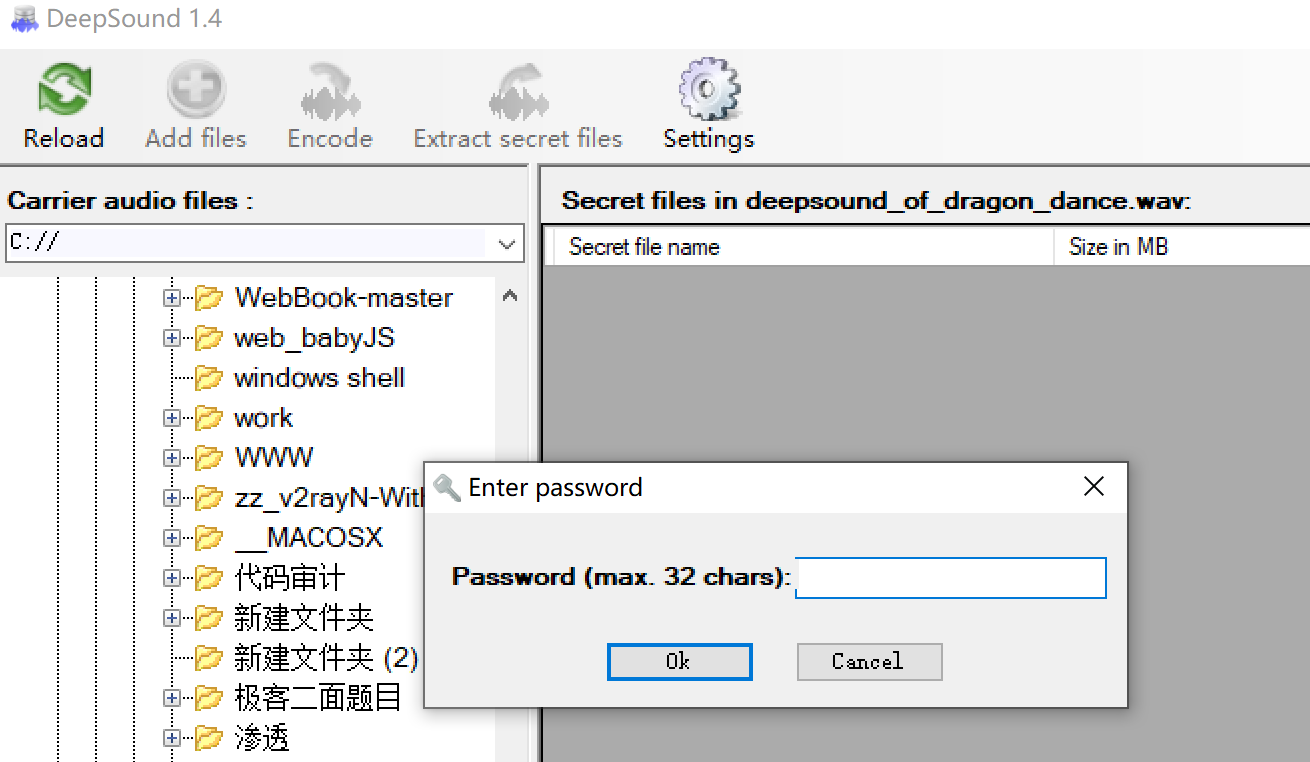 DeepSound 1.4
Reload Add files Encode Extract secret files Settings
Carrier audio files :
C://
WebBook-master
web_babyJS
windows shell
work
WWW
zz_v2rayN-With
__MACOSX
代码审计
新建文件夹
新建文件夹 (2)
极客二面题目
渗透
Secret files in deepsound_of_dragon_dance.wav:
Secret file name Size in MB
Enter password
Password (max. 32 chars):
Ok Cancel